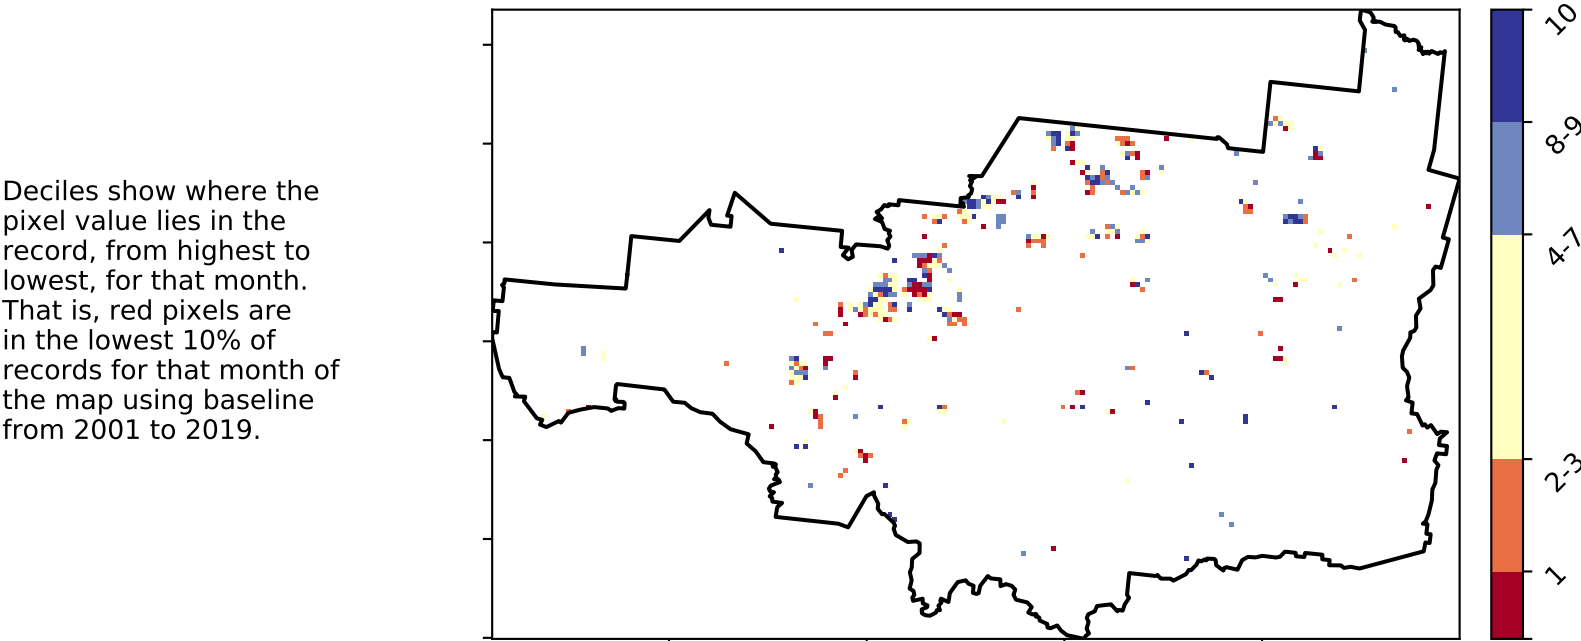 Deciles show where the
pixel value lies in the
record, from highest to
lowest, for that month.
That is, red pixels are
in the lowest 10% of
records for that month of
the map using baseline
from 2001 to 2019.
10
8-9
4-7
2-3
1